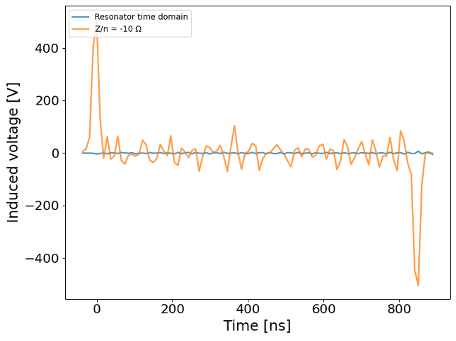 Resonator time domain
Z/n = -10 Ω
400
200
0
−200
−400
Induced voltage [V]
0
200
400
600
800
Time [ns]